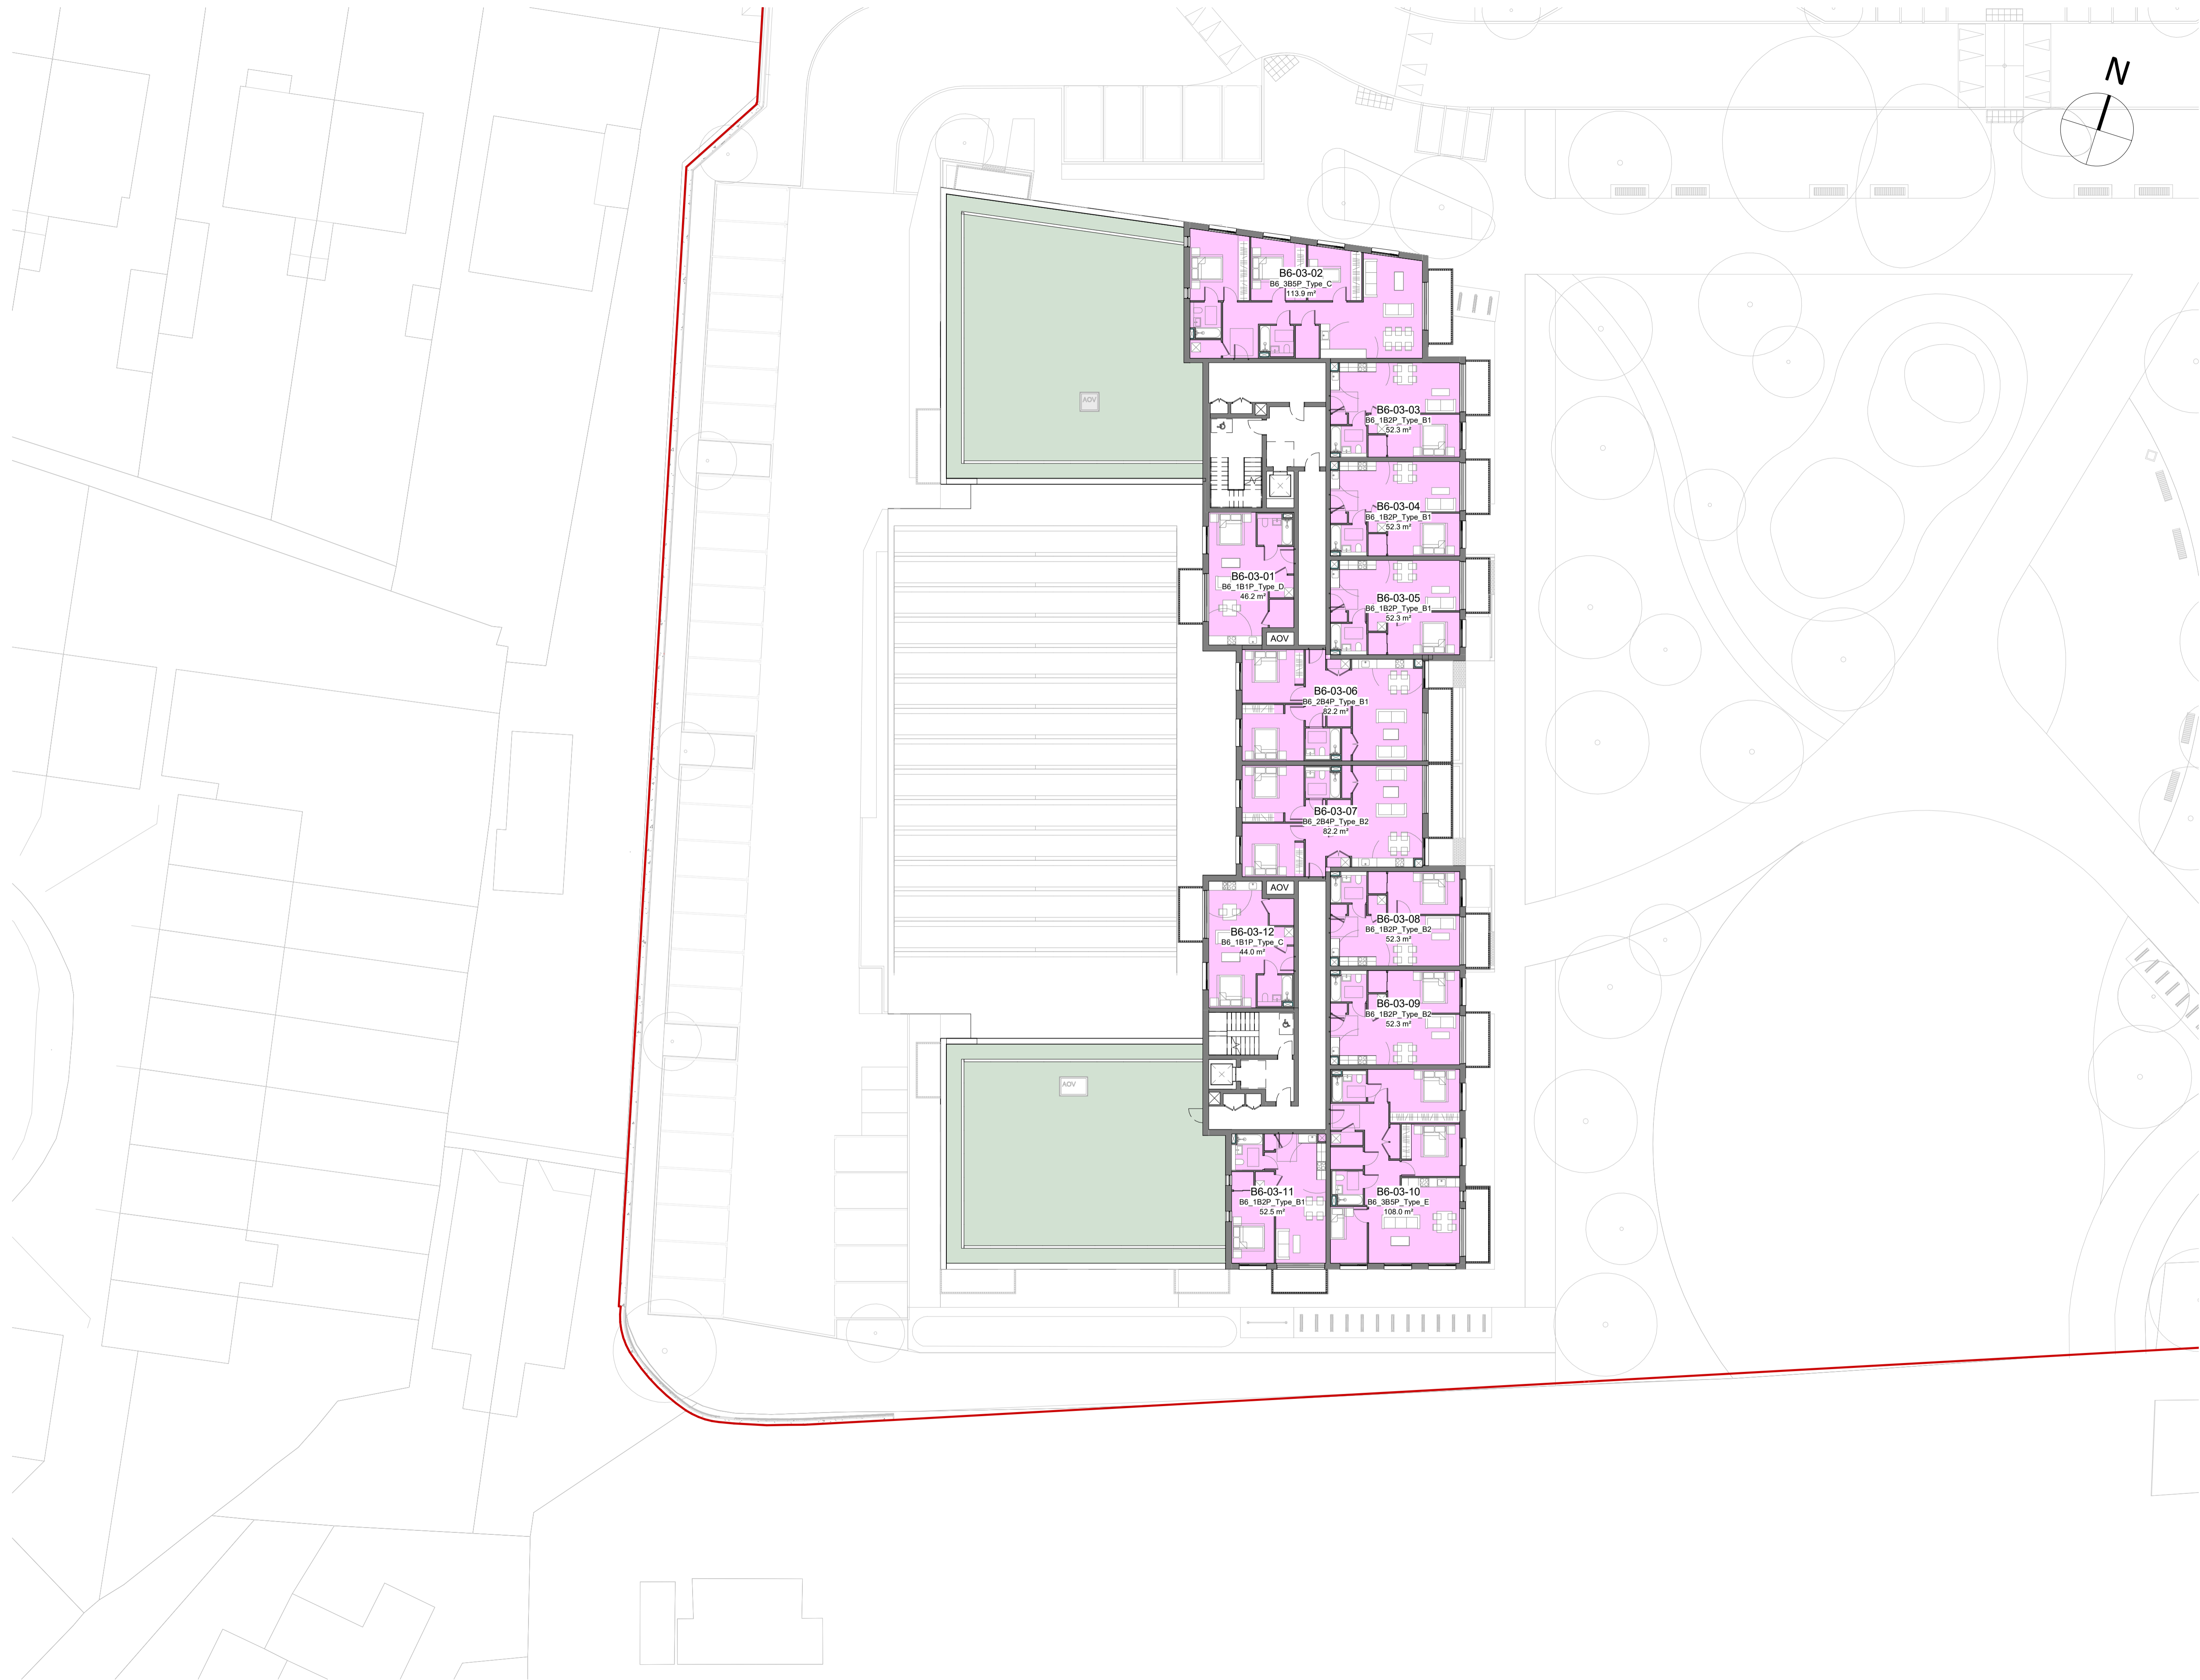 N
B6-03-02
B6_3B5P_Type_C
113.9 m²
AOV
B6-03-03
B6_1B2P_Type_B1
52.3 m²
B6-03-04
B6_1B2P_Type_B1
52.3 m²
B6-03-01
B6_1B1P_Type_D
46.2 m²
B6-03-05
B6_1B2P_Type_B1
52.3 m²
AOV
B6-03-06
B6_2B4P_Type_B1
82.2 m²
B6-03-07
B6_2B4P_Type_B2
82.2 m²
AOV
B6-03-08
B6_1B2P_Type_B2
52.3 m²
B6-03-12
B6_1B1P_Type_C
44.0 m²
B6-03-09
B6_1B2P_Type_B2
52.3 m²
AOV
B6-03-11
B6_1B2P_Type_B1
52.5 m²
B6-03-10
B6_3B5P_Type_E
108.0 m²